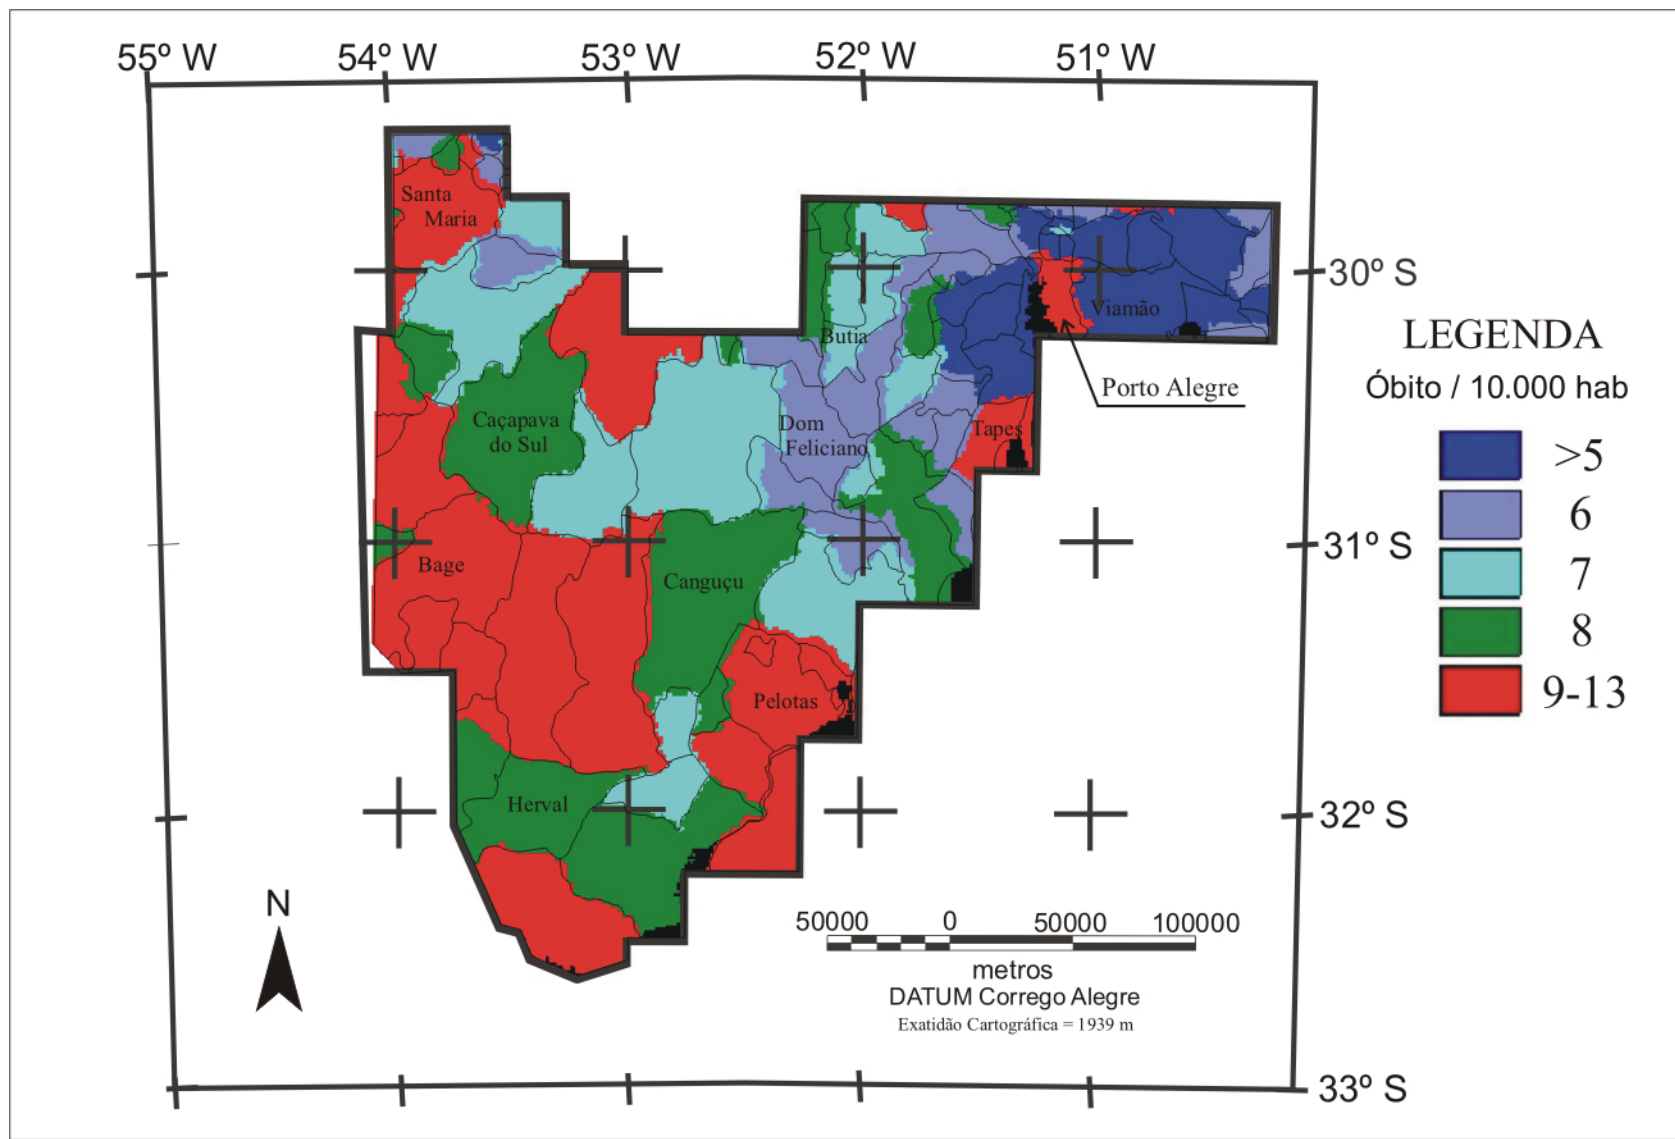 55º W
54º W
53º W
52º W
51º W
Santa
Maria
30º S
Viamão
Butia
LEGENDA
Óbito / 10.000 hab
Porto Alegre
Caçapava
do Sul
Dom
Feliciano
Tapes
>5
6
31º S
Bage
Canguçu
7
8
Pelotas
9-13
Herval
32º S
N
50000 0 50000 100000
metros
DATUM Corrego Alegre
Exatidão Cartográfica = 1939 m
33º S